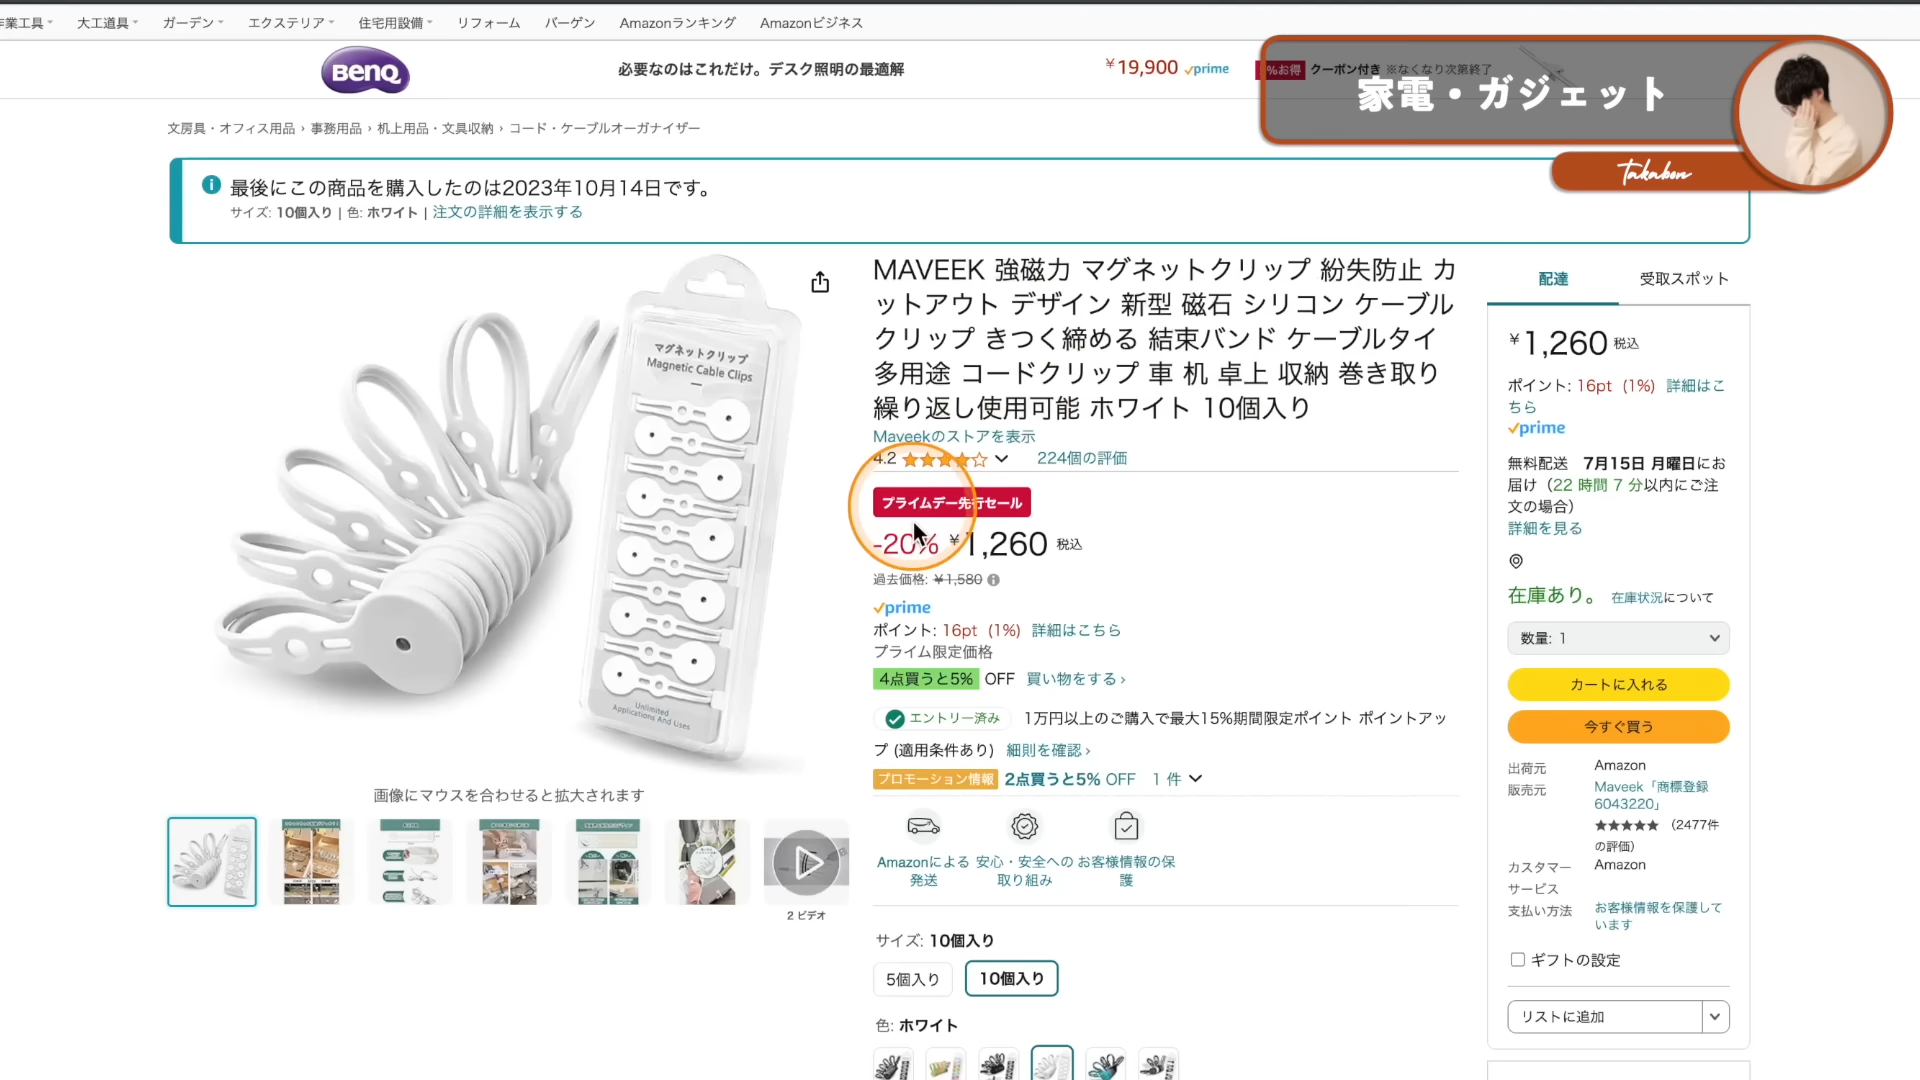 作業工具 大工道具 ガーデン エクステリア 住宅用設備 リフォーム バーゲン Amazonランキング Amazonビジネス
BenQ
必要なのはこれだけ。デスク照明の最適解
¥19,900 prime
%お得 クーポン付き ※なくなり次第終了
家電・ガジェット
Takabon
文房具・オフィス用品 › 事務用品 › 机上用品・文具収納 › コード・ケーブルオーガナイザー
最後にこの商品を購入したのは2023年10月14日です。
サイズ: 10個入り | 色: ホワイト | 注文の詳細を表示する
マグネットクリップ
Magnetic Cable Clips
Unlimited
Applications And Uses
画像にマウスを合わせると拡大されます
2 ビデオ
MAVEEK 強磁力 マグネットクリップ 紛失防止 カ
ットアウト デザイン 新型 磁石 シリコン ケーブル
クリップ きつく締める 結束バンド ケーブルタイ
多用途 コードクリップ 車 机 卓上 収納 巻き取り
繰り返し使用可能 ホワイト 10個入り
Maveekのストアを表示
4.2 224個の評価
プライムデー先行セール
-20% ¥1,260 税込
過去価格: ¥1,580
prime
ポイント: 16pt (1%) 詳細はこちら
プライム限定価格
4点買うと5% OFF 買い物をする ›
エントリー済み 1万円以上のご購入で最大15%期間限定ポイント ポイントアッ
プ (適用条件あり) 細則を確認 ›
プロモーション情報 2点買うと5% OFF 1 件
Amazonによる
発送
安心・安全への
取り組み
お客様情報の保
護
サイズ: 10個入り
5個入り 10個入り
色: ホワイト
配達 受取スポット
¥1,260 税込
ポイント: 16pt (1%) 詳細はこ
ちら
prime
無料配送 7月15日 月曜日にお
届け（22 時間 7 分以内にご注
文の場合）
詳細を見る
在庫あり。 在庫状況について
数量: 1
カートに入れる
今すぐ買う
出荷元 Amazon
販売元 Maveek「商標登録
6043220」
★★★★★ （2477件
の評価）
カスタマー
サービス
Amazon
支払い方法 お客様情報を保護して
います
ギフトの設定
リストに追加